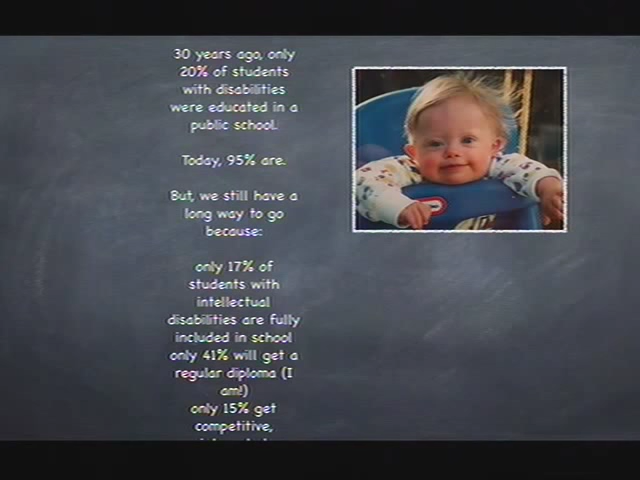 30 years ago, only
20% of students
with disabilities
were educated in a
public school.
Today, 95% are.
But, we still have a
long way to go
because:
only 17% of
students with
intellectual
disabilities are fully
included in school
only 41% will get a
regular diploma (I
am!)
only 15% get
competitive,